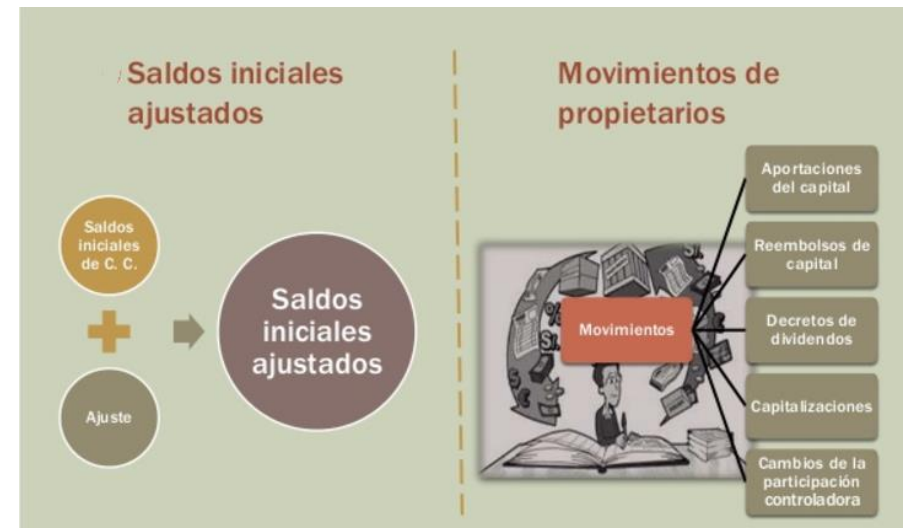 Saldos iniciales
ajustados
Saldos
iniciales
de C. C.
Ajuste
Saldos
iniciales
ajustados
Movimientos de
propietarios
Movimientos
Aportaciones
del capital
Reembolsos de
capital
Decretos de
dividendos
Capitalizaciones
Cambios de la
participación
controladora